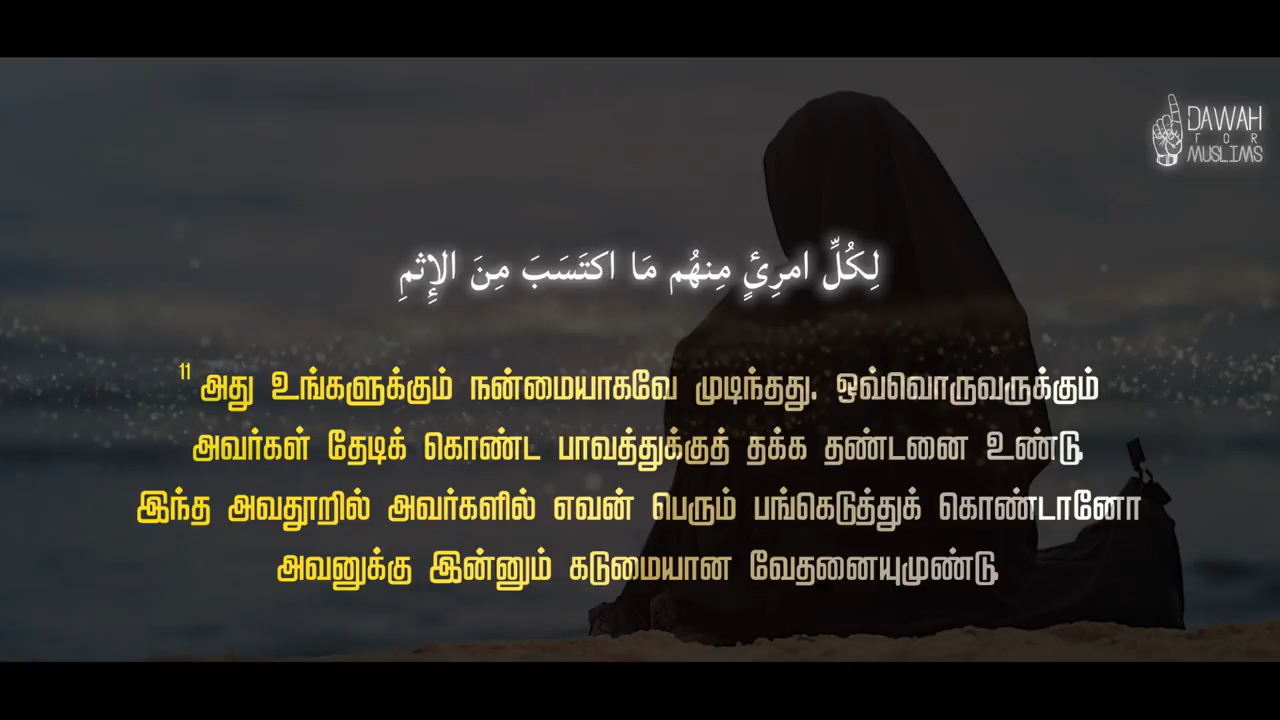 DAWAH
FOR
MUSLIMS
لِكُلِّ امرِئٍ مِنهُم مَا اكتَسَبَ مِنَ الإِثمِ
11 அது உங்களுக்கும் நன்மையாகவே முடிந்தது. ஒவ்வொருவருக்கும்
அவர்கள் தேடிக் கொண்ட பாவத்துக்குத் தக்க தண்டனை உண்டு
இந்த அவதூறில் அவர்களில் எவன் பெரும் பங்கெடுத்துக் கொண்டானோ
அவனுக்கு இன்னும் கடுமையான வேதனையுமுண்டு